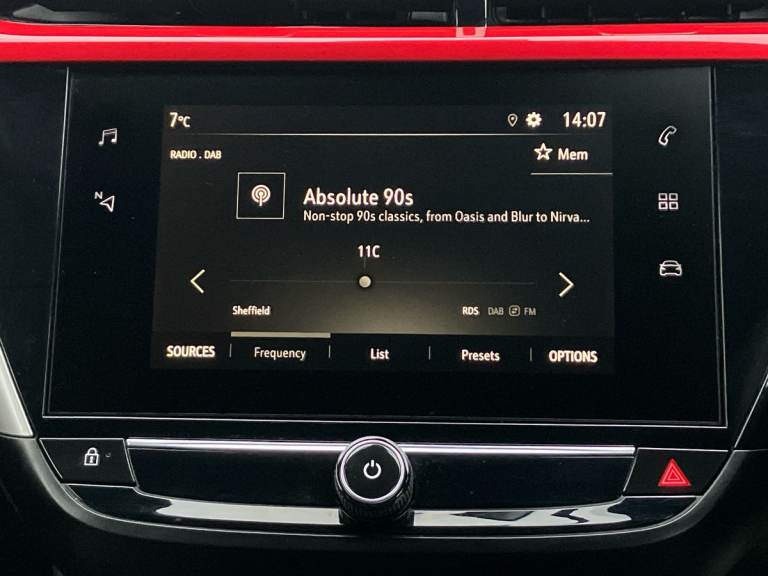 7°C 14:07
RADIO . DAB
Mem
Absolute 90s
Non-stop 90s classics, from Oasis and Blur to Nirva...
11C
N
Sheffield RDS DAB FM
SOURCES Frequency List Presets OPTIONS